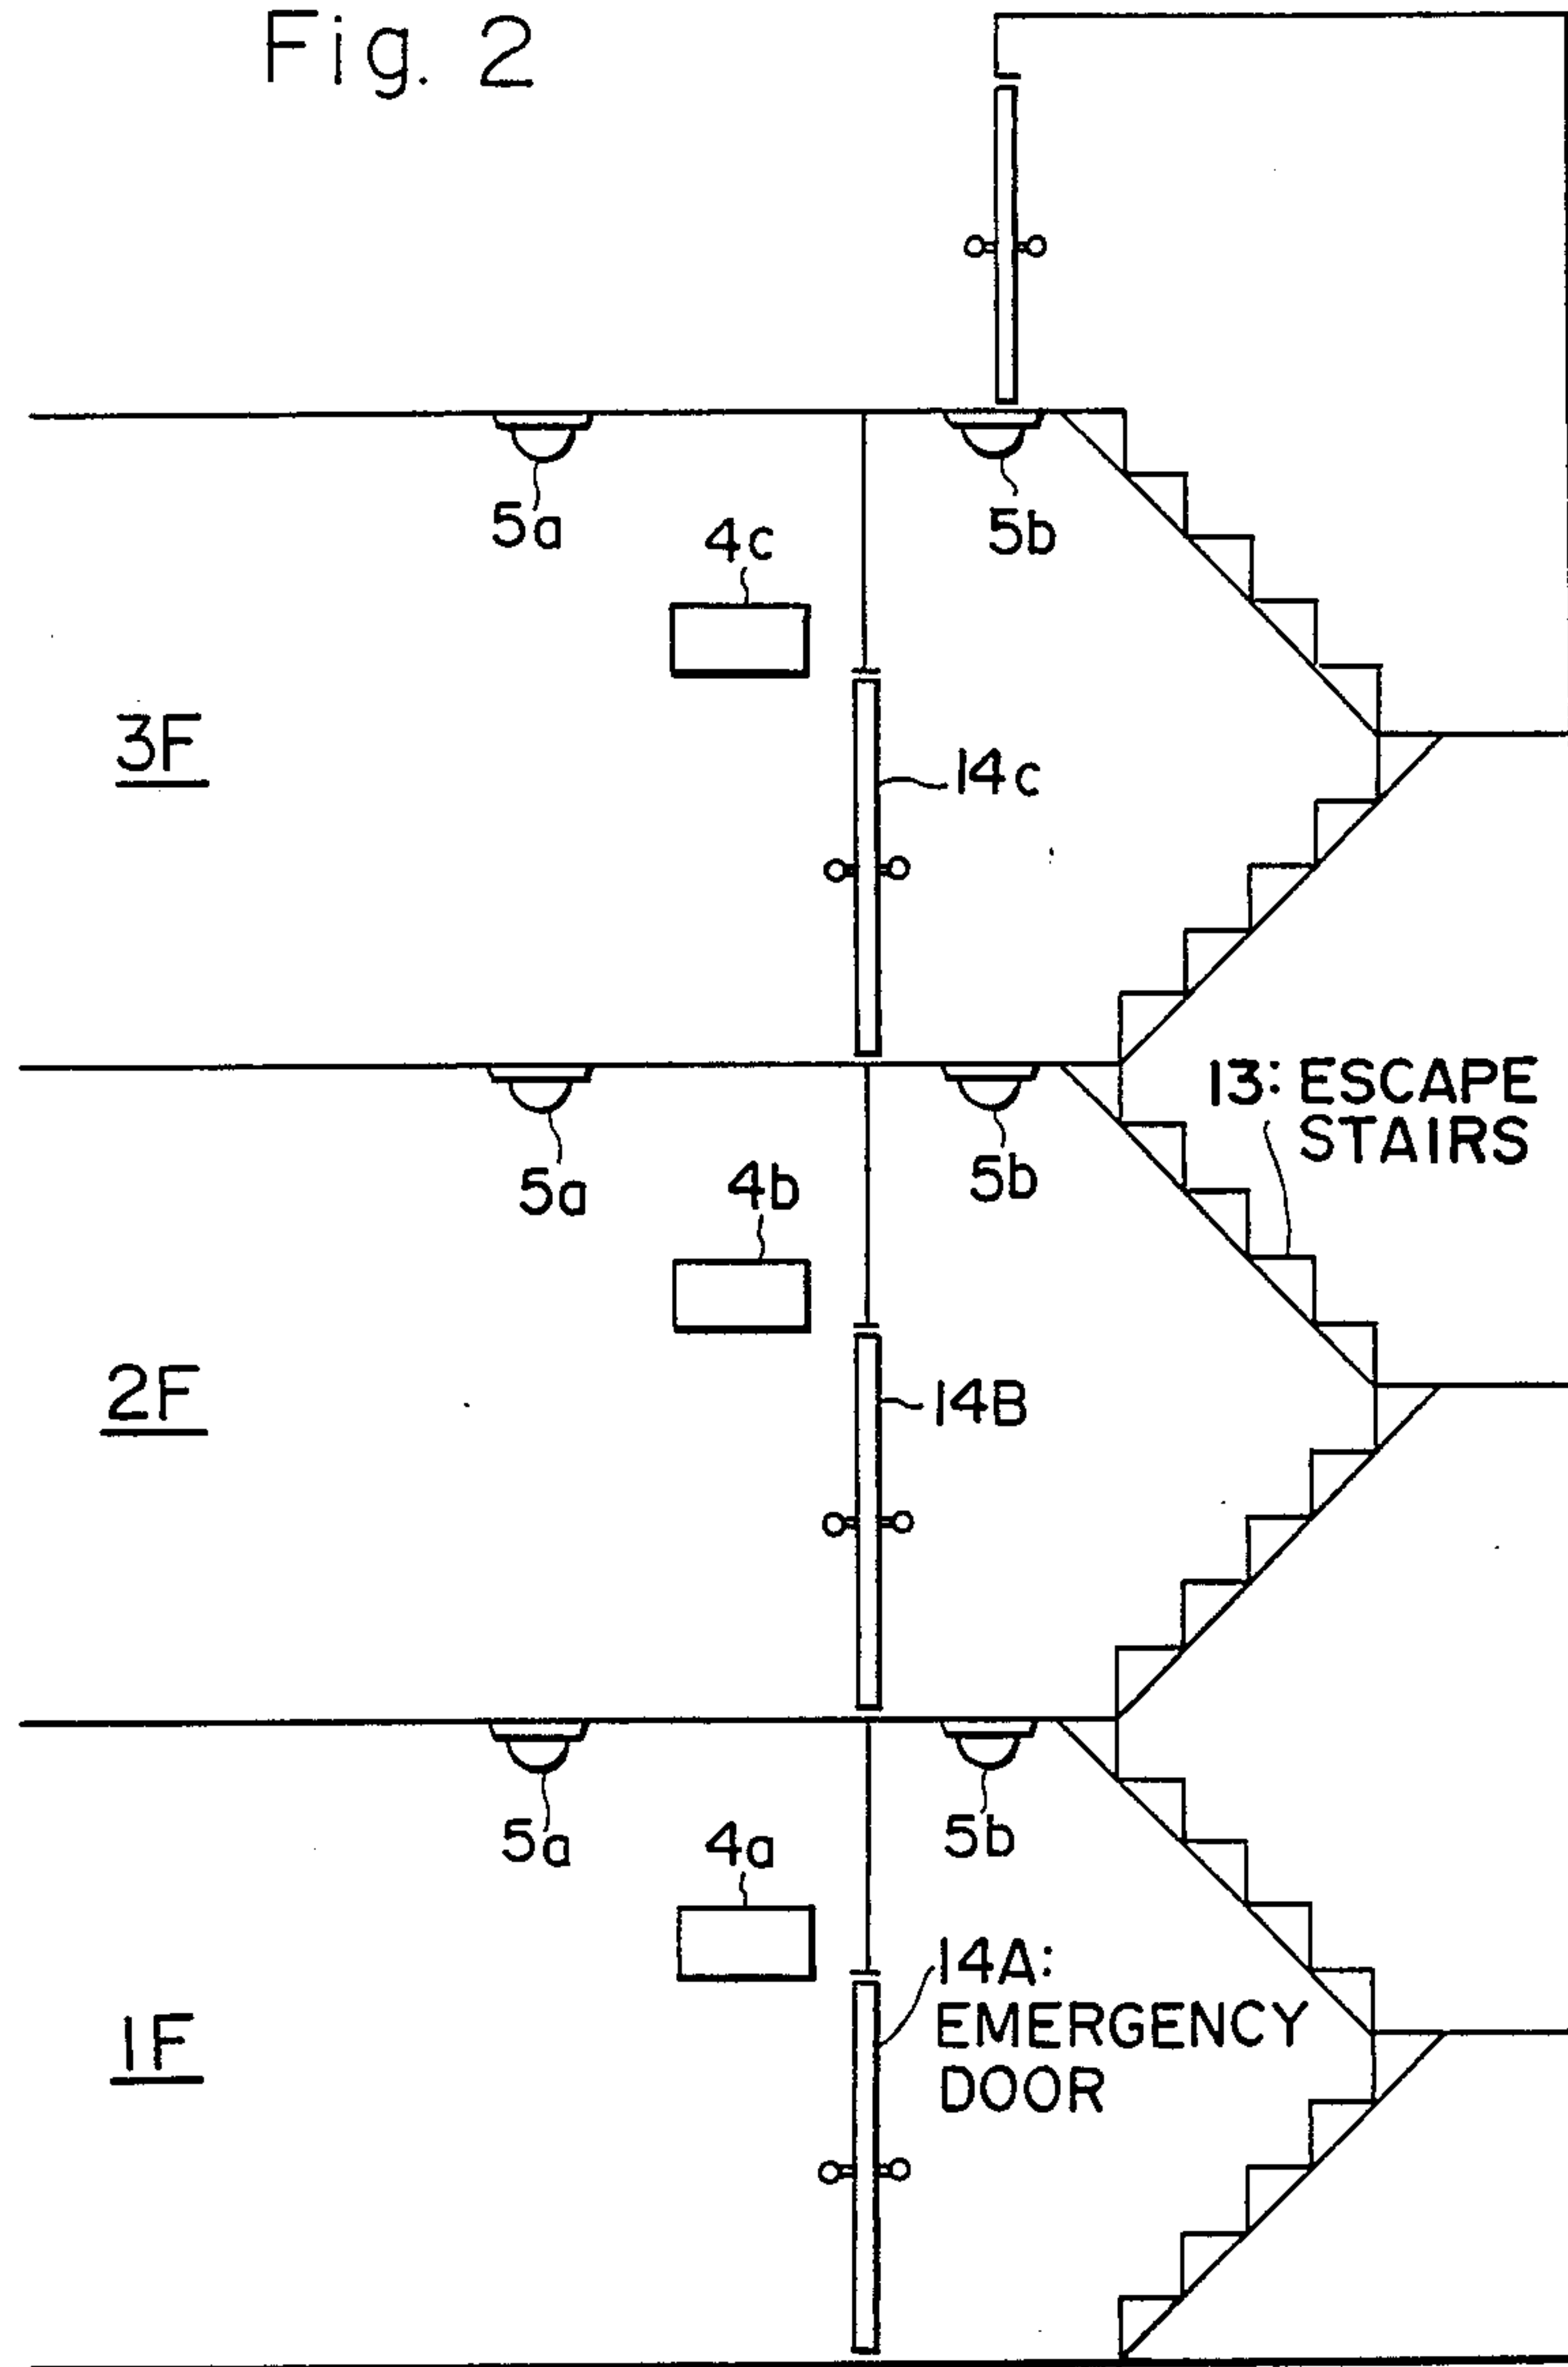 Fig. 2
5a
5b
4c
3F
14c
13: ESCAPE
STAIRS
5a
5b
4b
2F
14B
5a
5b
4a
14A:
EMERGENCY
DOOR
1F